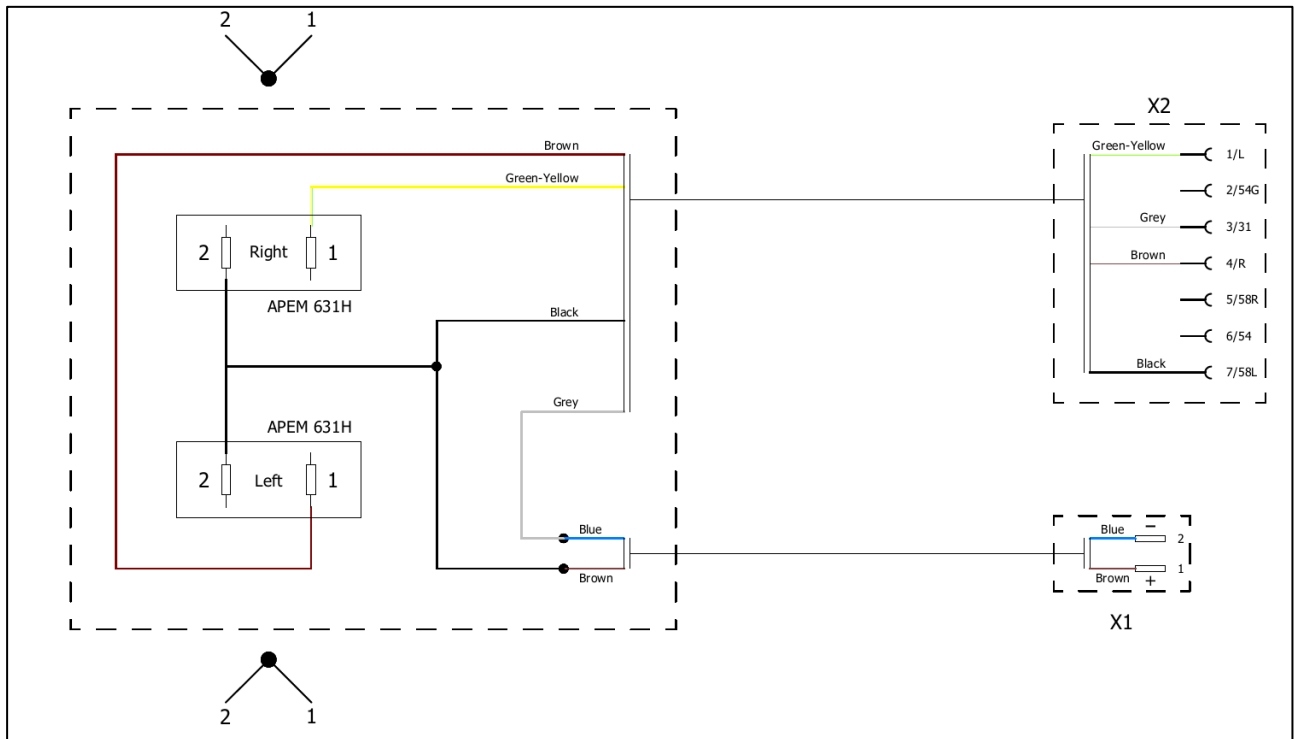 2 1
X2
Brown
Green-Yellow
Green-Yellow 1/L
2/54G
Grey 3/31
Brown 4/R
5/58R
6/54
Black 7/58L
2 Right 1
APEM 631H
Black
Grey
APEM 631H
2 Left 1
Blue
Brown
Blue - 2
Brown + 1
X1
2 1